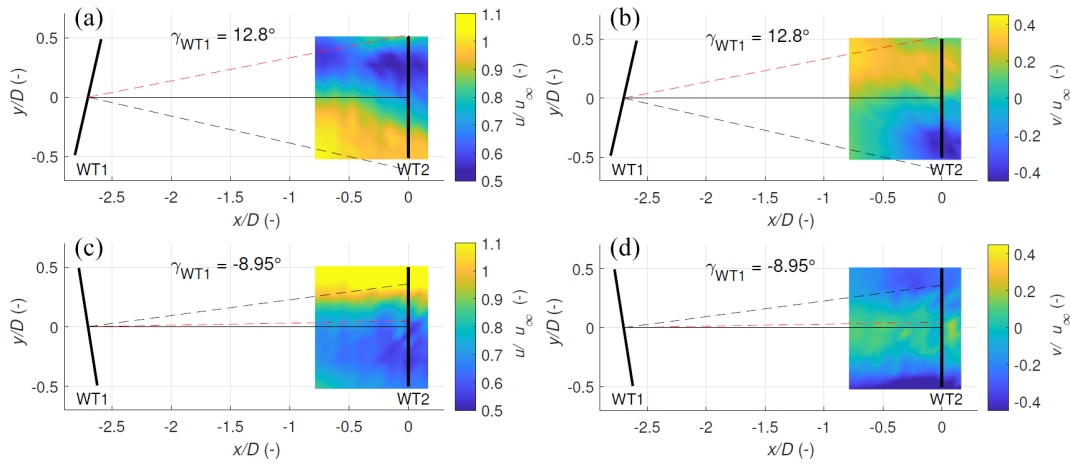 (a)
γWT1 = 12.8°
0.5
0
-0.5
y/D (-)
WT1
WT2
-2.5 -2 -1.5 -1 -0.5 0
x/D (-)
1.1
1
0.9
0.8
0.7
0.6
0.5
u/ u∞ (-)
(b)
γWT1 = 12.8°
0.5
0
-0.5
y/D (-)
WT1
WT2
-2.5 -2 -1.5 -1 -0.5 0
x/D (-)
0.4
0.2
0
-0.2
-0.4
v/ u∞ (-)
(c)
γWT1 = -8.95°
0.5
0
-0.5
y/D (-)
WT1
WT2
-2.5 -2 -1.5 -1 -0.5 0
x/D (-)
1.1
1
0.9
0.8
0.7
0.6
0.5
u/ u∞ (-)
(d)
γWT1 = -8.95°
0.5
0
-0.5
y/D (-)
WT1
WT2
-2.5 -2 -1.5 -1 -0.5 0
x/D (-)
0.4
0.2
0
-0.2
-0.4
v/ u∞ (-)